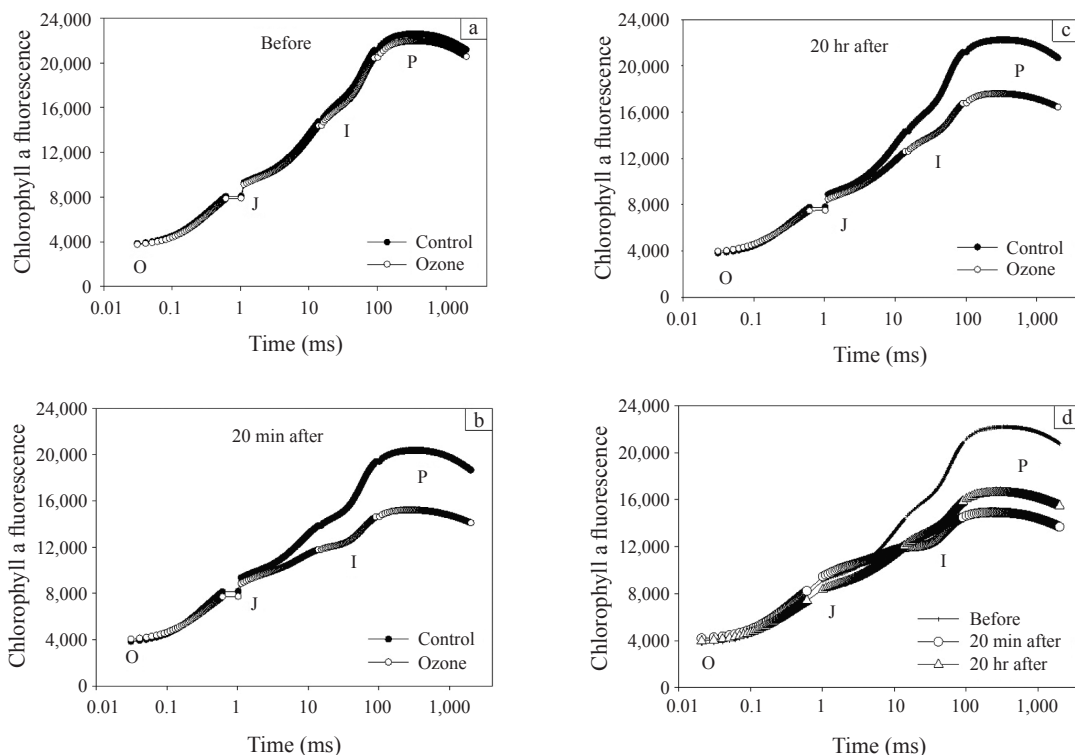 a
Before
Chlorophyll a fluorescence
24,000
20,000
16,000
12,000
8,000
4,000
0
O
J
I
P
Control
Ozone
0.01 0.1 1 10 100 1,000
Time (ms)
c
20 hr after
Chlorophyll a fluorescence
24,000
20,000
16,000
12,000
8,000
4,000
0
O
J
I
P
Control
Ozone
0.01 0.1 1 10 100 1,000
Time (ms)
b
20 min after
Chlorophyll a fluorescence
24,000
20,000
16,000
12,000
8,000
4,000
0
O
J
I
P
Control
Ozone
0.01 0.1 1 10 100 1,000
Time (ms)
d
Chlorophyll a fluorescence
24,000
20,000
16,000
12,000
8,000
4,000
0
O
J
I
P
Before
20 min after
20 hr after
0.01 0.1 1 10 100 1,000
Time (ms)